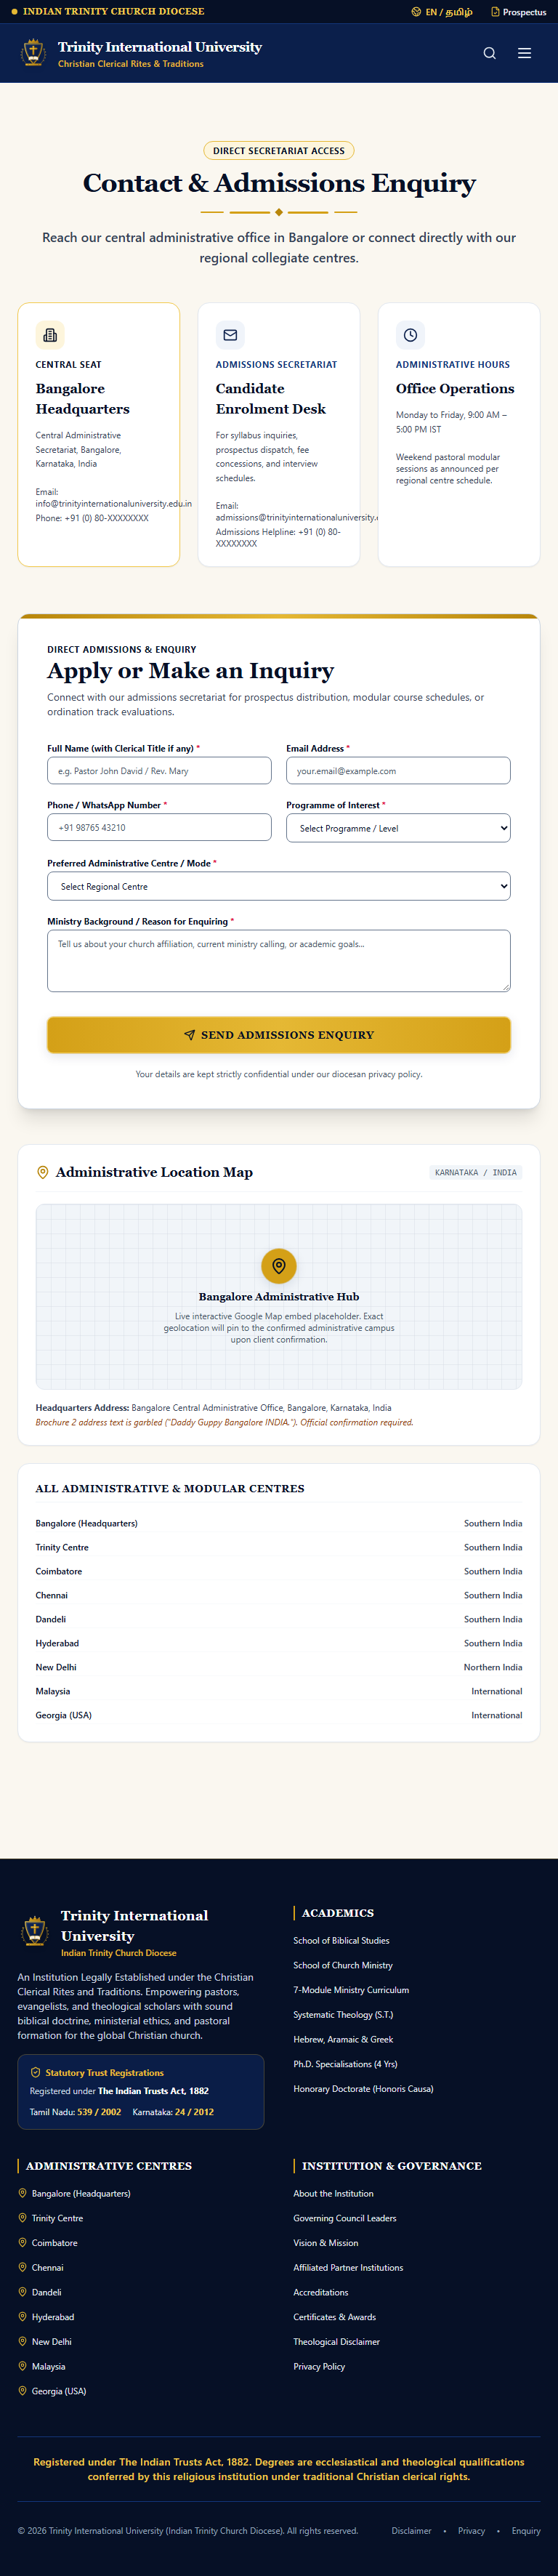 INDIAN TRINITY CHURCH DIOCESE
EN / தமிழ்
Prospectus
Trinity International University
Christian Clerical Rites & Traditions
DIRECT SECRETARIAT ACCESS
Contact & Admissions Enquiry
Reach our central administrative office in Bangalore or connect directly with our
regional collegiate centres.
CENTRAL SEAT
Bangalore
Headquarters
Central Administrative
Secretariat, Bangalore,
Karnataka, India
Email:
info@trinityinternationaluniversity.edu.in
Phone: +91 (0) 80-XXXXXXXX
ADMISSIONS SECRETARIAT
Candidate
Enrolment Desk
For syllabus inquiries,
prospectus dispatch, fee
concessions, and interview
schedules.
Email:
admissions@trinityinternationaluniversity.
Admissions Helpline: +91 (0) 80-
XXXXXXXX
ADMINISTRATIVE HOURS
Office Operations
Monday to Friday, 9:00 AM –
5:00 PM IST
Weekend pastoral modular
sessions as announced per
regional centre schedule.
DIRECT ADMISSIONS & ENQUIRY
Apply or Make an Inquiry
Connect with our admissions secretariat for prospectus distribution, modular course schedules, or
ordination track evaluations.
Full Name (with Clerical Title if any) *
e.g. Pastor John David / Rev. Mary
Email Address *
your.email@example.com
Phone / WhatsApp Number *
+91 98765 43210
Programme of Interest *
Select Programme / Level
Preferred Administrative Centre / Mode *
Select Regional Centre
Ministry Background / Reason for Enquiring *
Tell us about your church affiliation, current ministry calling, or academic goals...
SEND ADMISSIONS ENQUIRY
Your details are kept strictly confidential under our diocesan privacy policy.
Administrative Location Map
KARNATAKA / INDIA
Bangalore Administrative Hub
Live interactive Google Map embed placeholder. Exact
geolocation will pin to the confirmed administrative campus
upon client confirmation.
Headquarters Address: Bangalore Central Administrative Office, Bangalore, Karnataka, India
Brochure 2 address text is garbled ("Daddy Guppy Bangalore INDIA."). Official confirmation required.
ALL ADMINISTRATIVE & MODULAR CENTRES
Bangalore (Headquarters) Southern India
Trinity Centre Southern India
Coimbatore Southern India
Chennai Southern India
Dandeli Southern India
Hyderabad Southern India
New Delhi Northern India
Malaysia International
Georgia (USA) International
Trinity International
University
Indian Trinity Church Diocese
An Institution Legally Established under the Christian
Clerical Rites and Traditions. Empowering pastors,
evangelists, and theological scholars with sound
biblical doctrine, ministerial ethics, and pastoral
formation for the global Christian church.
Statutory Trust Registrations
Registered under The Indian Trusts Act, 1882
Tamil Nadu: 539 / 2002 Karnataka: 24 / 2012
ACADEMICS
School of Biblical Studies
School of Church Ministry
7-Module Ministry Curriculum
Systematic Theology (S.T.)
Hebrew, Aramaic & Greek
Ph.D. Specialisations (4 Yrs)
Honorary Doctorate (Honoris Causa)
ADMINISTRATIVE CENTRES
Bangalore (Headquarters)
Trinity Centre
Coimbatore
Chennai
Dandeli
Hyderabad
New Delhi
Malaysia
Georgia (USA)
INSTITUTION & GOVERNANCE
About the Institution
Governing Council Leaders
Vision & Mission
Affiliated Partner Institutions
Accreditations
Certificates & Awards
Theological Disclaimer
Privacy Policy
Registered under The Indian Trusts Act, 1882. Degrees are ecclesiastical and theological qualifications
conferred by this religious institution under traditional Christian clerical rights.
© 2026 Trinity International University (Indian Trinity Church Diocese). All rights reserved.
Disclaimer • Privacy • Enquiry